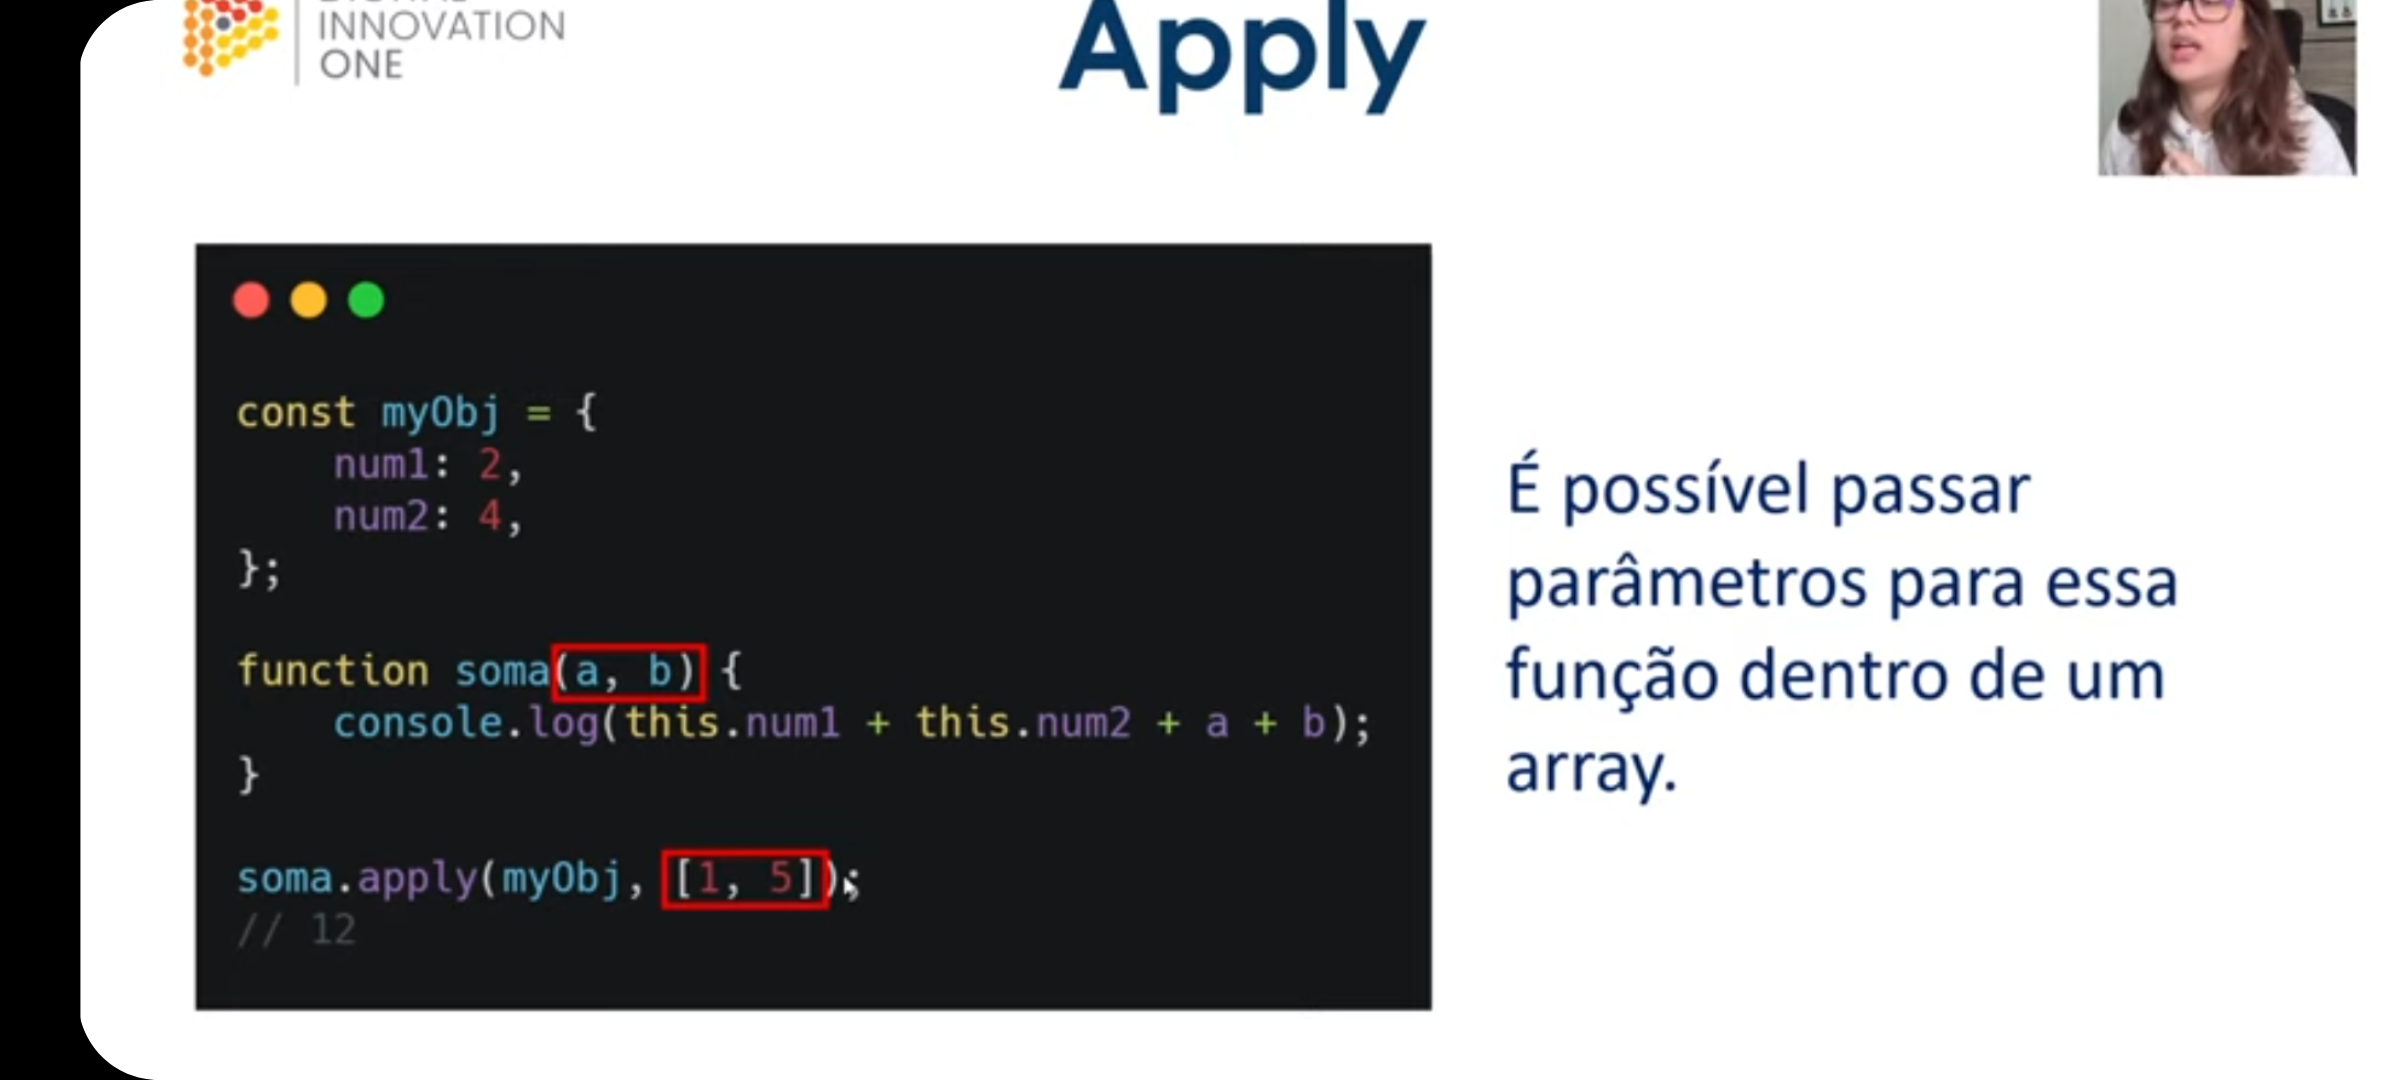 INNOVATION
ONE
Apply
const myObj = {
    num1: 2,
    num2: 4,
};
function soma(a, b) {
    console.log(this.num1 + this.num2 + a + b);
}
soma.apply(myObj, [1, 5]);
// 12
É possível passar
parâmetros para essa
função dentro de um
array.